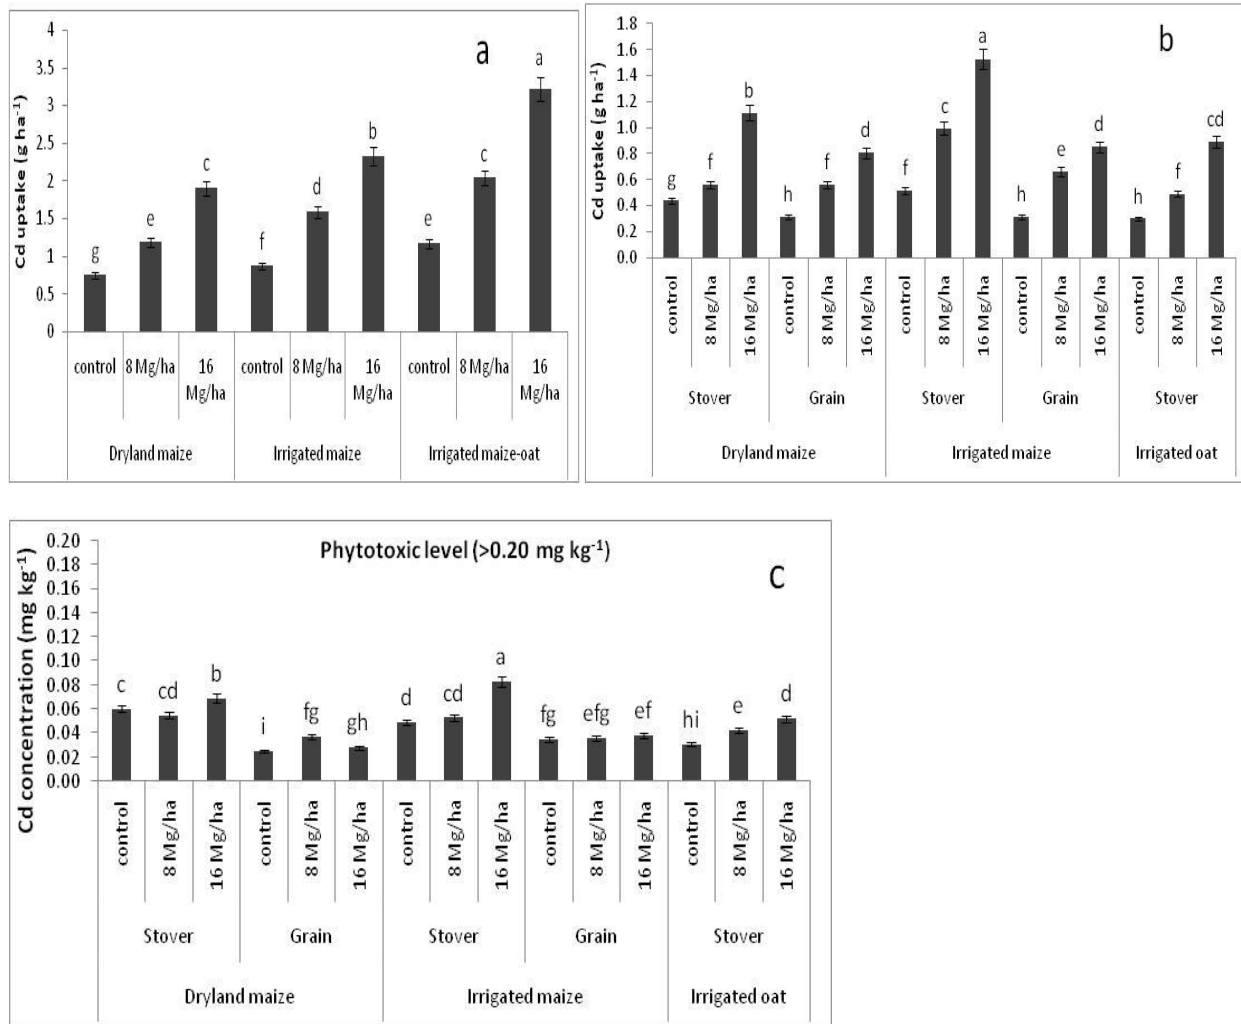 a
Cd uptake (g ha⁻¹)
4
3.5
3
2.5
2
1.5
1
0.5
0
g
e
c
f
d
b
e
c
a
control 8 Mg/ha 16 Mg/ha control 8 Mg/ha 16 Mg/ha control 8 Mg/ha 16 Mg/ha
Dryland maize Irrigated maize Irrigated maize-oat
b
Cd uptake (g ha⁻¹)
1.8
1.6
1.4
1.2
1.0
0.8
0.6
0.4
0.2
0.0
g
f
b
h
f
d
f
c
a
h
e
d
h
f
cd
control 8 Mg/ha 16 Mg/ha control 8 Mg/ha 16 Mg/ha control 8 Mg/ha 16 Mg/ha control 8 Mg/ha 16 Mg/ha control 8 Mg/ha 16 Mg/ha
Stover Grain Stover Grain Stover
Dryland maize Irrigated maize Irrigated oat
Phytotoxic level (>0.20 mg kg⁻¹)
c
Cd concentration (mg kg⁻¹)
0.20
0.18
0.16
0.14
0.12
0.10
0.08
0.06
0.04
0.02
0.00
c
cd
b
i
fg
gh
d
cd
a
fg
efg
ef
hi
e
d
control 8 Mg/ha 16 Mg/ha control 8 Mg/ha 16 Mg/ha control 8 Mg/ha 16 Mg/ha control 8 Mg/ha 16 Mg/ha control 8 Mg/ha 16 Mg/ha
Stover Grain Stover Grain Stover
Dryland maize Irrigated maize Irrigated oat